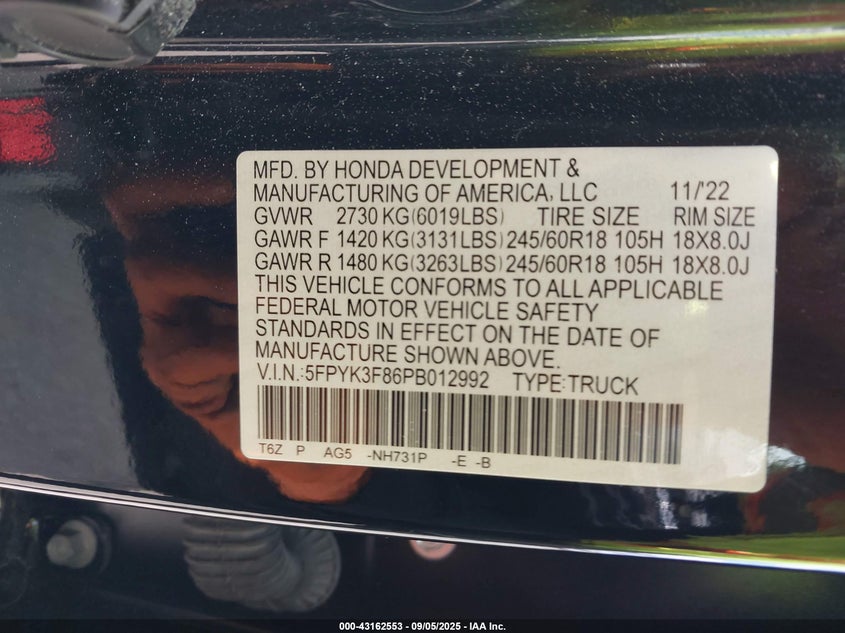 MFD. BY HONDA DEVELOPMENT &
MANUFACTURING OF AMERICA, LLC 11/'22
GVWR 2730 KG(6019LBS) TIRE SIZE RIM SIZE
GAWR F 1420 KG(3131LBS) 245/60R18 105H 18X8.0J
GAWR R 1480 KG(3263LBS) 245/60R18 105H 18X8.0J
THIS VEHICLE CONFORMS TO ALL APPLICABLE
FEDERAL MOTOR VEHICLE SAFETY
STANDARDS IN EFFECT ON THE DATE OF
MANUFACTURE SHOWN ABOVE.
V.I.N.:5FPYK3F86PB012992 TYPE:TRUCK
T6Z P AG5 -NH731P -E -B
000-43162553 - 09/05/2025 - IAA Inc.